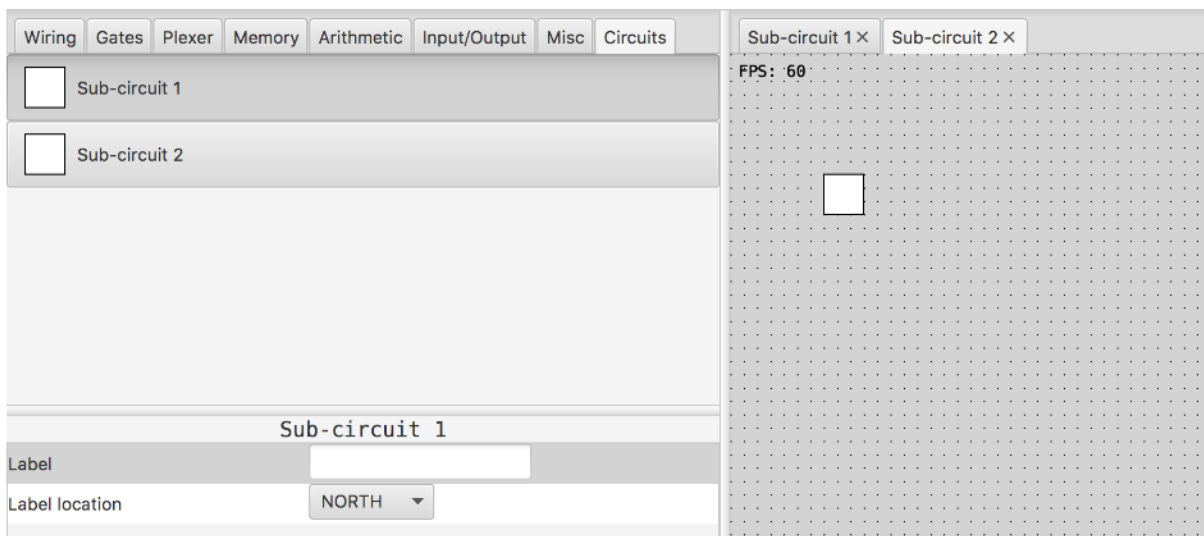 Wiring Gates Plexer Memory Arithmetic Input/Output Misc Circuits
Sub-circuit 1
Sub-circuit 2
Sub-circuit 1
Label
Label location NORTH
Sub-circuit 1 × Sub-circuit 2 ×
FPS: 60